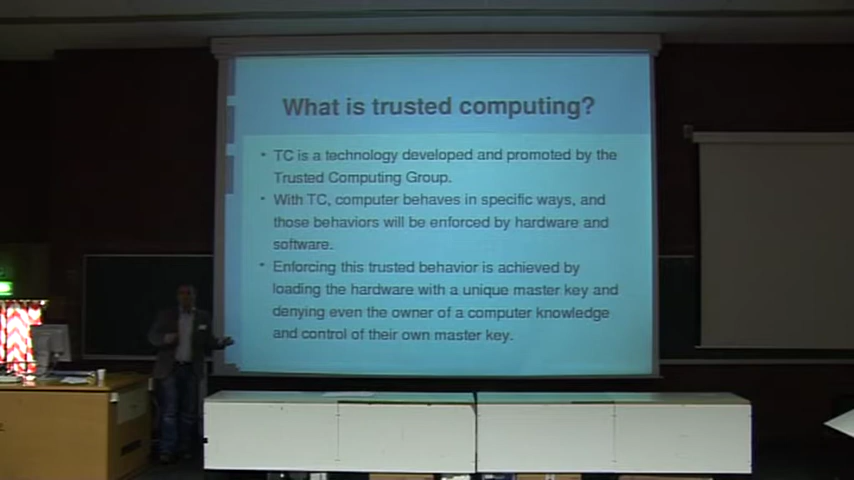 What is trusted computing?
• TC is a technology developed and promoted by the
Trusted Computing Group.
• With TC, computer behaves in specific ways, and
those behaviors will be enforced by hardware and
software.
• Enforcing this trusted behavior is achieved by
loading the hardware with a unique master key and
denying even the owner of a computer knowledge
and control of their own master key.